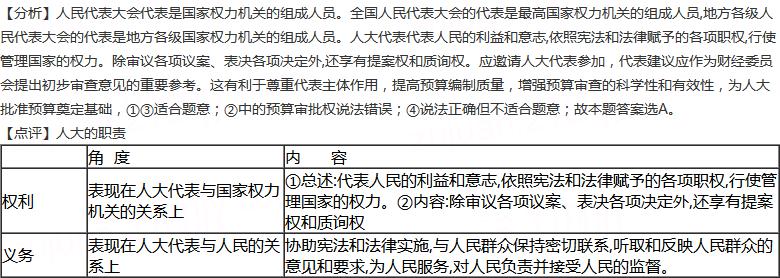 【分析】人民代表大会代表是国家权力机关的组成人员。全国人民代表大会的代表是最高国家权力机关的组成人员,地方各级人
民代表大会的代表是地方各级国家权力机关的组成人员。人大代表代表人民的利益和意志,依照宪法和法律赋予的各项职权,行使
管理国家的权力。除审议各项议案、表决各项决定外,还享有提案权和质询权。应邀请人大代表参加，代表建议应作为财经委员
会提出初步审查意见的重要参考。这有利于尊重代表主体作用，提高预算编制质量，增强预算审查的科学性和有效性，为人大
批准预算奠定基础，①③适合题意；②中的预算审批权说法错误；④说法正确但不适合题意；故本题答案选A。
【点评】人大的职责
角 度 内 容
权利 表现在人大代表与国家权力机关的关系上 ①总述:代表人民的利益和意志,依照宪法和法律赋予的各项职权,行使
管理国家的权力。②内容:除审议各项议案、表决各项决定外,还享有提案
权和质询权
义务 表现在人大代表与人民的关系上 协助宪法和法律实施,与人民群众保持密切联系,听取和反映人民群众的
意见和要求,为人民服务,对人民负责并接受人民的监督。